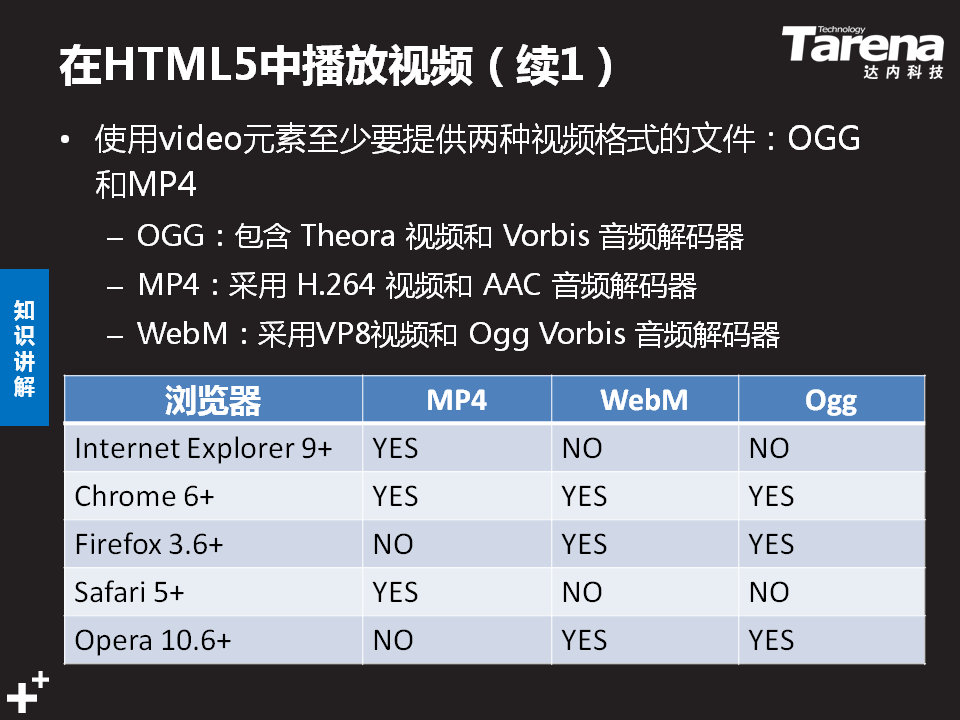 在HTML5中播放视频（续1）
Technology
Tarena
达内科技
• 使用video元素至少要提供两种视频格式的文件：OGG
和MP4
– OGG：包含 Theora 视频和 Vorbis 音频解码器
– MP4：采用 H.264 视频和 AAC 音频解码器
– WebM：采用VP8视频和 Ogg Vorbis 音频解码器
知识讲解
浏览器 MP4 WebM Ogg
Internet Explorer 9+ YES NO NO
Chrome 6+ YES YES YES
Firefox 3.6+ NO YES YES
Safari 5+ YES NO NO
Opera 10.6+ NO YES YES